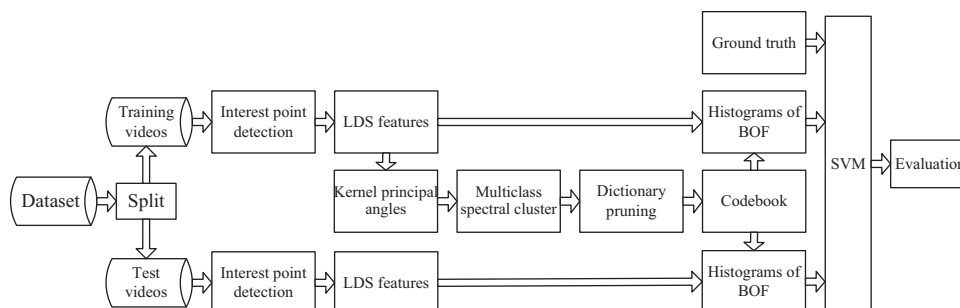 Ground truth
Training
videos
Interest point
detection
LDS features
Histograms of
BOF
SVM
Evaluation
Dataset
Split
Kernel principal
angles
Multiclass
spectral cluster
Dictionary
pruning
Codebook
Test
videos
Interest point
detection
LDS features
Histograms of
BOF